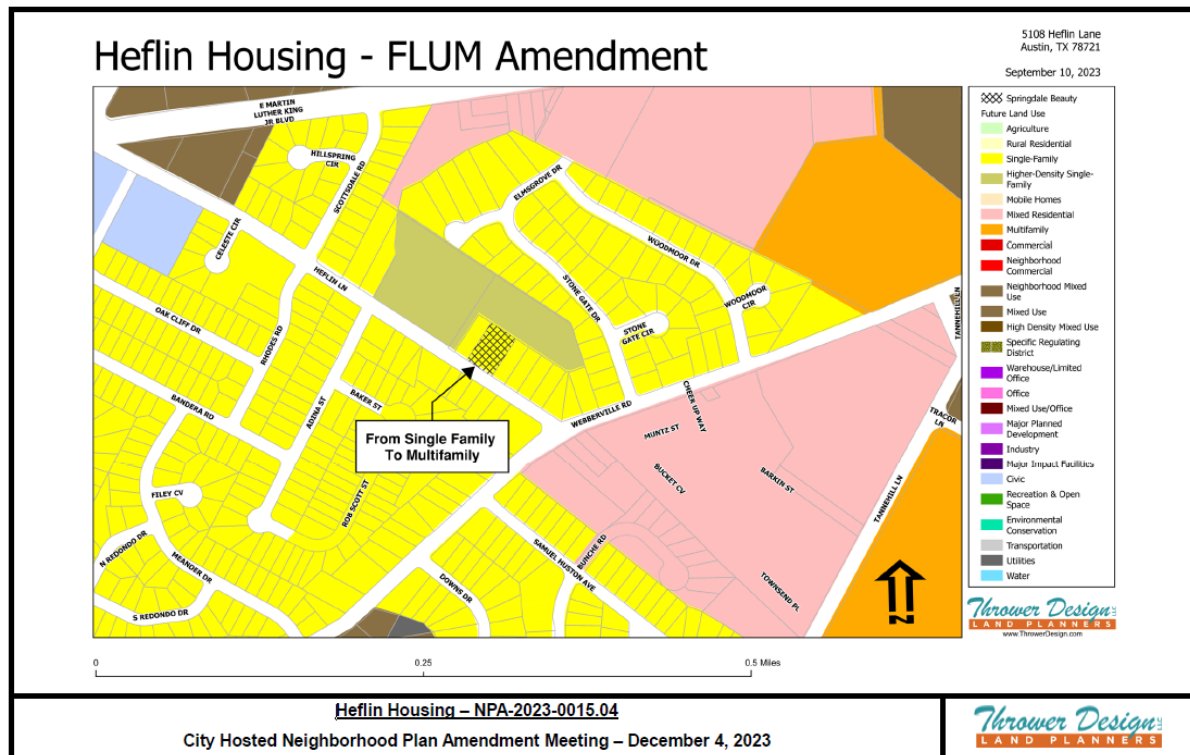 Heflin Housing - FLUM Amendment
5108 Heflin Lane
Austin, TX 78721
September 10, 2023
E MARTIN
LUTHER KING
JR BLVD
HILLSPRING
CIR
SCOTTSDALE RD
CELESTE CIR
HEFLIN LN
ELMSGROVE DR
WOODMOOR DR
STONE GATE DR
WOODMOOR
CIR
STONE
GATE CIR
TANNEHILL LN
OAK CLIFF DR
RHODES RD
ADINA ST
BAKER ST
BANDERA RD
From Single Family
To Multifamily
WEBBERVILLE RD
CHEER UP WAY
MUNTZ ST
BUCKET CV
BARKIN ST
TRACOR
LN
TANNEHILL LN
FILEY CV
ROB SCOTT ST
N REDONDO DR
MEANDER DR
S REDONDO DR
DOWNS DR
SAMUEL HUSTON AVE
BUNCHE RD
TOWNSEND PL
N
Springdale Beauty
Future Land Use
Agriculture
Rural Residential
Single-Family
Higher-Density Single-
Family
Mobile Homes
Mixed Residential
Multifamily
Commercial
Neighborhood
Commercial
Neighborhood Mixed
Use
Mixed Use
High Density Mixed Use
Specific Regulating
District
Warehouse/Limited
Office
Office
Mixed Use/Office
Major Planned
Development
Industry
Major Impact Facilities
Civic
Recreation & Open
Space
Environmental
Conservation
Transportation
Utilities
Water
Thrower Design LLC
LAND PLANNERS
www.ThrowerDesign.com
0 0.25 0.5 Miles
Heflin Housing – NPA-2023-0015.04
City Hosted Neighborhood Plan Amendment Meeting – December 4, 2023
Thrower Design LLC
LAND PLANNERS